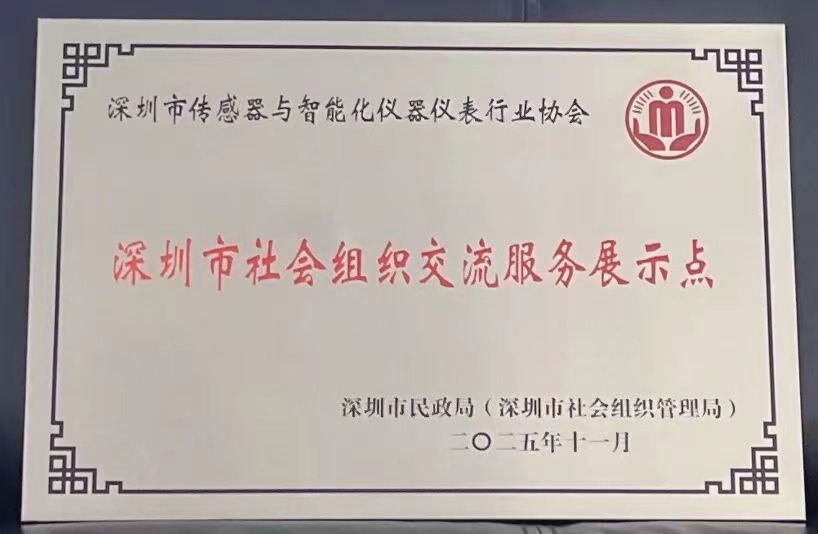 深圳市传感器与智能化仪器仪表行业协会
深圳市社会组织交流服务展示点
深圳市民政局（深圳市社会组织管理局）
二〇二五年十一月